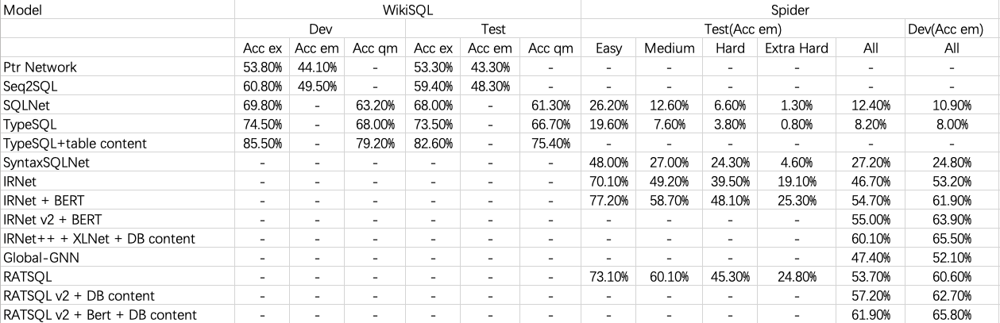 Model WikiSQL Spider
Dev Test Test(Acc em) Dev(Acc em)
Acc ex Acc em Acc qm Acc ex Acc em Acc qm Easy Medium Hard Extra Hard All All
Ptr Network 53.80% 44.10% - 53.30% 43.30% - - - - - - -
Seq2SQL 60.80% 49.50% - 59.40% 48.30% - - - - - - -
SQLNet 69.80% - 63.20% 68.00% - 61.30% 26.20% 12.60% 6.60% 1.30% 12.40% 10.90%
TypeSQL 74.50% - 68.00% 73.50% - 66.70% 19.60% 7.60% 3.80% 0.80% 8.20% 8.00%
TypeSQL+table content 85.50% - 79.20% 82.60% - 75.40% - - - - - -
SyntaxSQLNet - - - - - - 48.00% 27.00% 24.30% 4.60% 27.20% 24.80%
IRNet - - - - - - 70.10% 49.20% 39.50% 19.10% 46.70% 53.20%
IRNet + BERT - - - - - - 77.20% 58.70% 48.10% 25.30% 54.70% 61.90%
IRNet v2 + BERT - - - - - - - - - - 55.00% 63.90%
IRNet++ + XLNet + DB content - - - - - - - - - - 60.10% 65.50%
Global-GNN - - - - - - - - - - 47.40% 52.10%
RATSQL - - - - - - 73.10% 60.10% 45.30% 24.80% 53.70% 60.60%
RATSQL v2 + DB content - - - - - - - - - - 57.20% 62.70%
RATSQL v2 + Bert + DB content - - - - - - - - - - 61.90% 65.80%